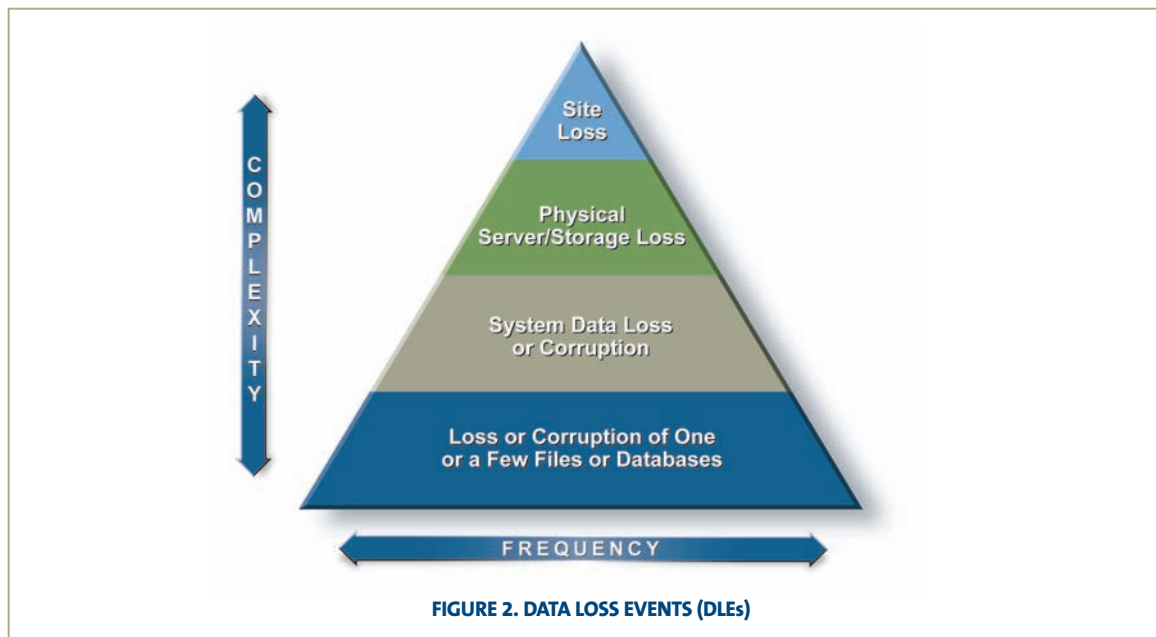 Site
Loss
Physical
Server/Storage Loss
System Data Loss
or Corruption
Loss or Corruption of One
or a Few Files or Databases
COMPLEXITY
FREQUENCY
FIGURE 2. DATA LOSS EVENTS (DLEs)